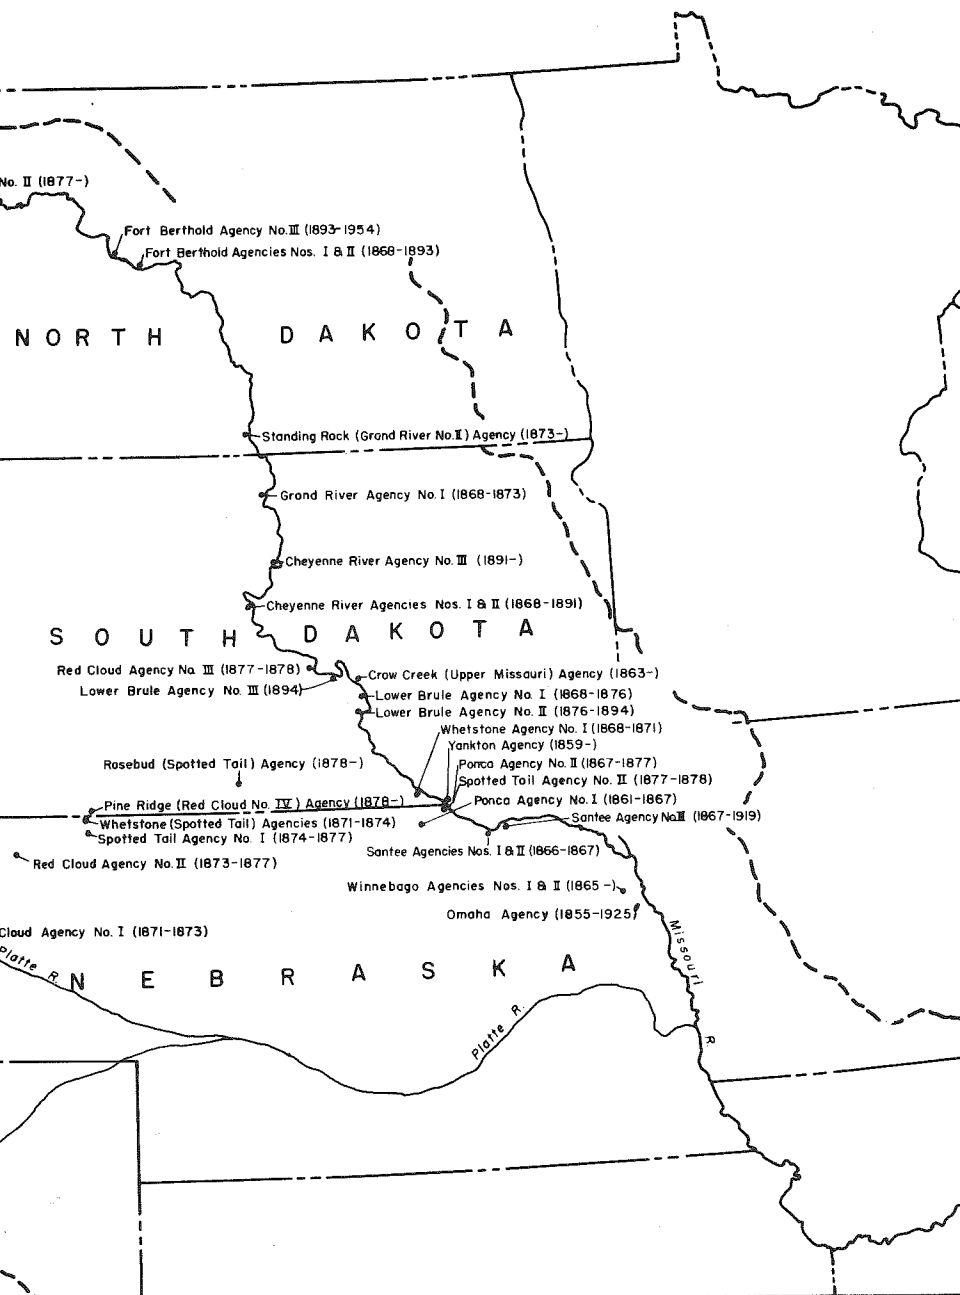 No. II (1877-)
Fort Berthold Agency No. III (1893-1954)
Fort Berthold Agencies Nos. I & II (1868-1893)
NORTH DAKOTA
Standing Rock (Grand River No. II) Agency (1873-)
Grand River Agency No. I (1868-1873)
Cheyenne River Agency No. III (1891-)
Cheyenne River Agencies Nos. I & II (1868-1891)
SOUTH DAKOTA
Red Cloud Agency No. III (1877-1878)
Crow Creek (Upper Missouri) Agency (1863-)
Lower Brule Agency No. III (1894)
Lower Brule Agency No. I (1868-1876)
Lower Brule Agency No. II (1876-1894)
Whetstone Agency No. I (1868-1871)
Yankton Agency (1859-)
Rosebud (Spotted Tail) Agency (1878-)
Ponca Agency No. II (1867-1877)
Spotted Tail Agency No. II (1877-1878)
Pine Ridge (Red Cloud No. IV) Agency (1878-)
Ponca Agency No. I (1861-1867)
Whetstone (Spotted Tail) Agencies (1871-1874)
Santee Agency No. III (1867-1919)
Spotted Tail Agency No. I (1874-1877)
Santee Agencies Nos. I & II (1866-1867)
Red Cloud Agency No. II (1873-1877)
Winnebago Agencies Nos. I & II (1865-)
Omaha Agency (1855-1925)
Cloud Agency No. I (1871-1873)
Platte R.
NEBRASKA
Missouri R
Platte R.